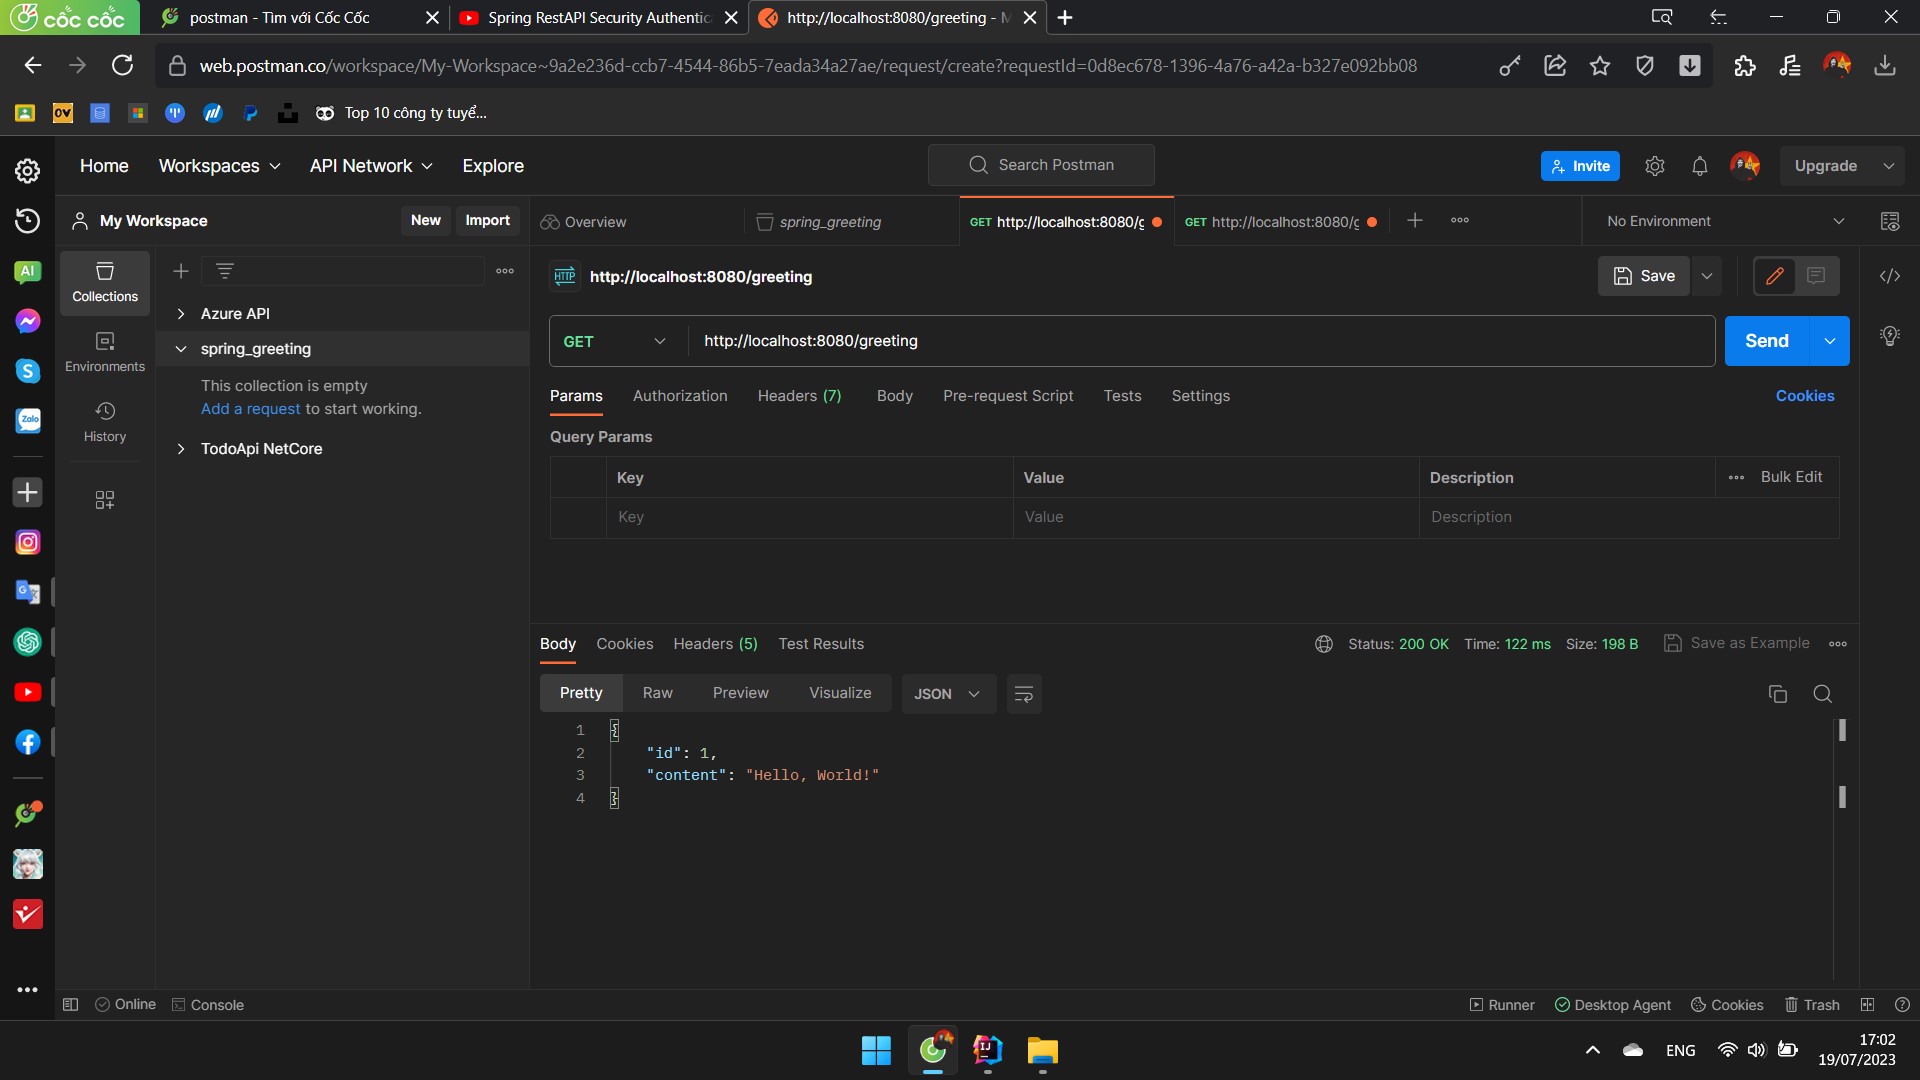 cốc cốc
postman - Tìm với Cốc Cốc
Spring RestAPI Security Authentic
http://localhost:8080/greeting - M
web.postman.co/workspace/My-Workspace~9a2e236d-ccb7-4544-86b5-7eada34a27ae/request/create?requestId=0d8ec678-1396-4a76-a42a-b327e092bb08
OV
Top 10 công ty tuyể...
Home Workspaces API Network Explore
Search Postman
Invite
Upgrade
My Workspace
New Import
Overview
spring_greeting
GET http://localhost:8080/g
GET http://localhost:8080/g
No Environment
AI
Collections
Environments
History
Azure API
spring_greeting
This collection is empty
Add a request to start working.
TodoApi NetCore
S
Zalo
HTTP http://localhost:8080/greeting
Save
GET http://localhost:8080/greeting
Send
Params Authorization Headers (7) Body Pre-request Script Tests Settings Cookies
Query Params
Key Value Description Bulk Edit
Key Value Description
Body Cookies Headers (5) Test Results
Status: 200 OK Time: 122 ms Size: 198 B Save as Example
Pretty Raw Preview Visualize JSON
1 {
2 "id": 1,
3 "content": "Hello, World!"
4 }
Online Console
Runner Desktop Agent Cookies Trash
IJ
ENG
17:02
19/07/2023